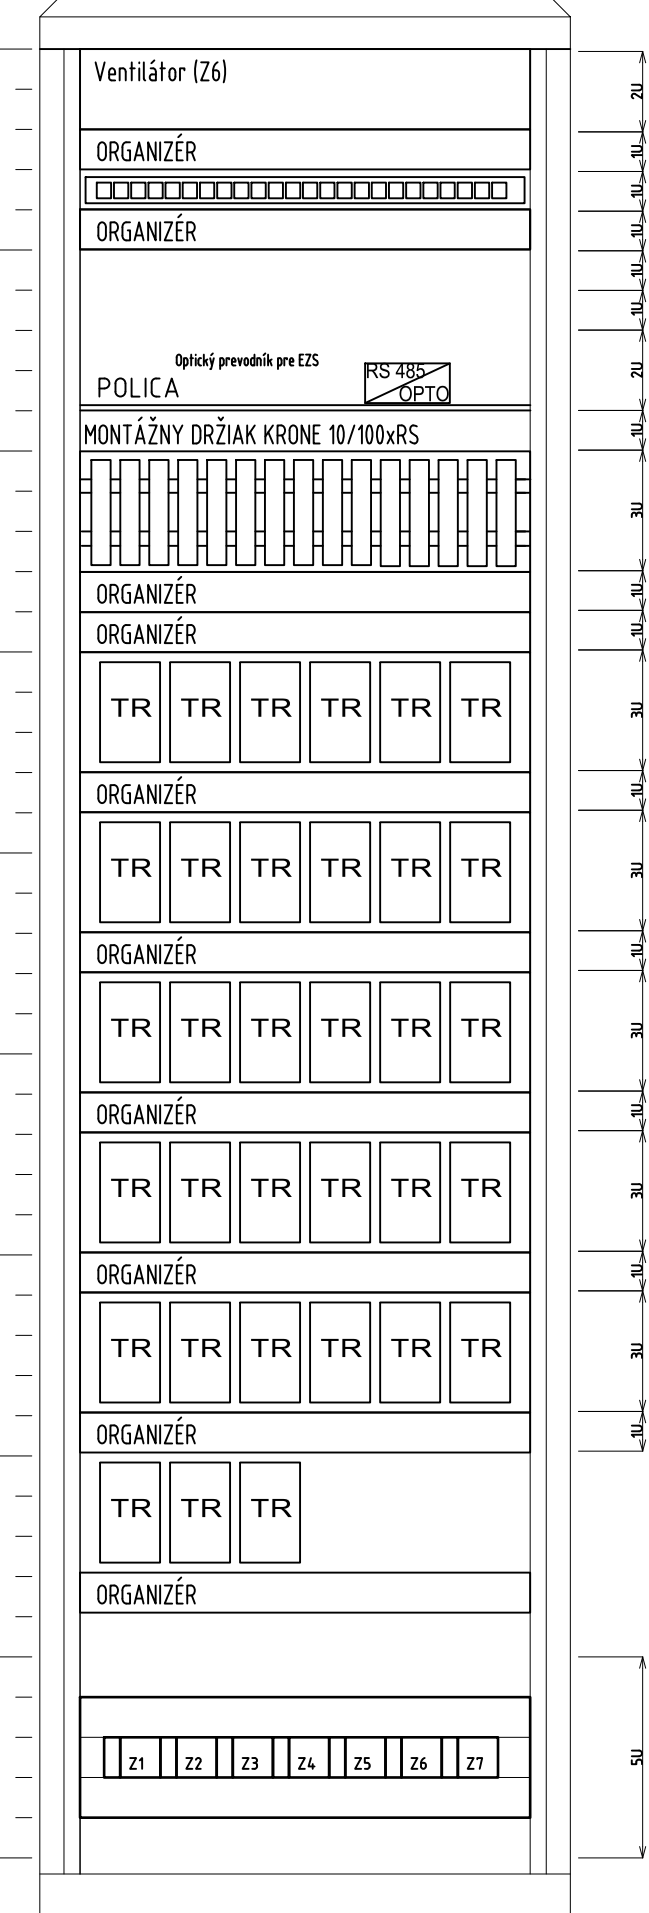 Ventilátor (Z6)
2U
ORGANIZÉR
1U
1U
ORGANIZÉR
1U
1U
1U
Optický prevodník pre EZS
RS 485
OPTO
POLICA
2U
MONTÁŽNY DRŽIAK KRONE 10/100xRS
1U
3U
ORGANIZÉR
1U
ORGANIZÉR
1U
TR TR TR TR TR TR
3U
ORGANIZÉR
1U
TR TR TR TR TR TR
3U
ORGANIZÉR
1U
TR TR TR TR TR TR
3U
ORGANIZÉR
1U
TR TR TR TR TR TR
3U
ORGANIZÉR
1U
TR TR TR TR TR TR
3U
ORGANIZÉR
1U
TR TR TR
ORGANIZÉR
Z1 Z2 Z3 Z4 Z5 Z6 Z7
5U